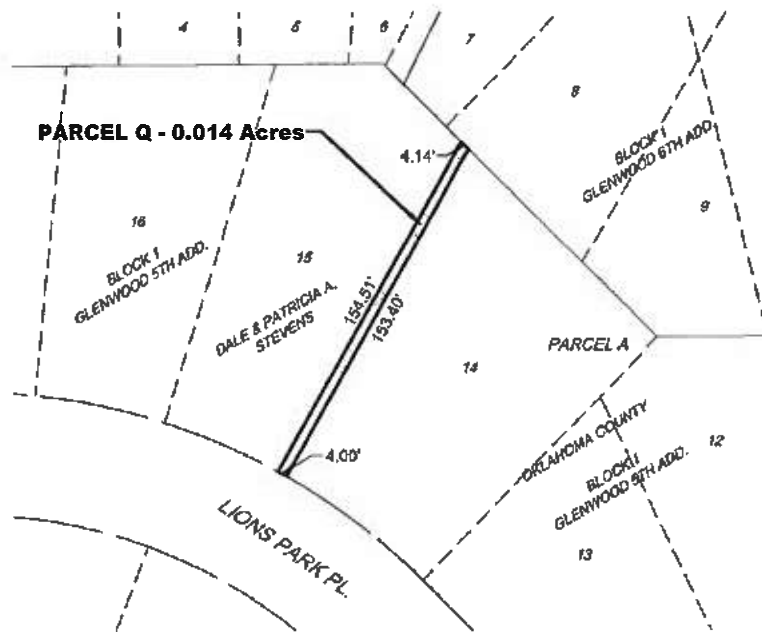 4
5
6
7
8
PARCEL Q - 0.014 Acres
4.14'
BLOCK 1
GLENWOOD 6TH ADD.
9
16
BLOCK 1
GLENWOOD 5TH ADD.
15
DALE & PATRICIA A.
STEVENS
154.51'
153.40'
14
PARCEL A
OKLAHOMA COUNTY
12
BLOCK 1
GLENWOOD 5TH ADD.
4.00'
LIONS PARK PL.
13